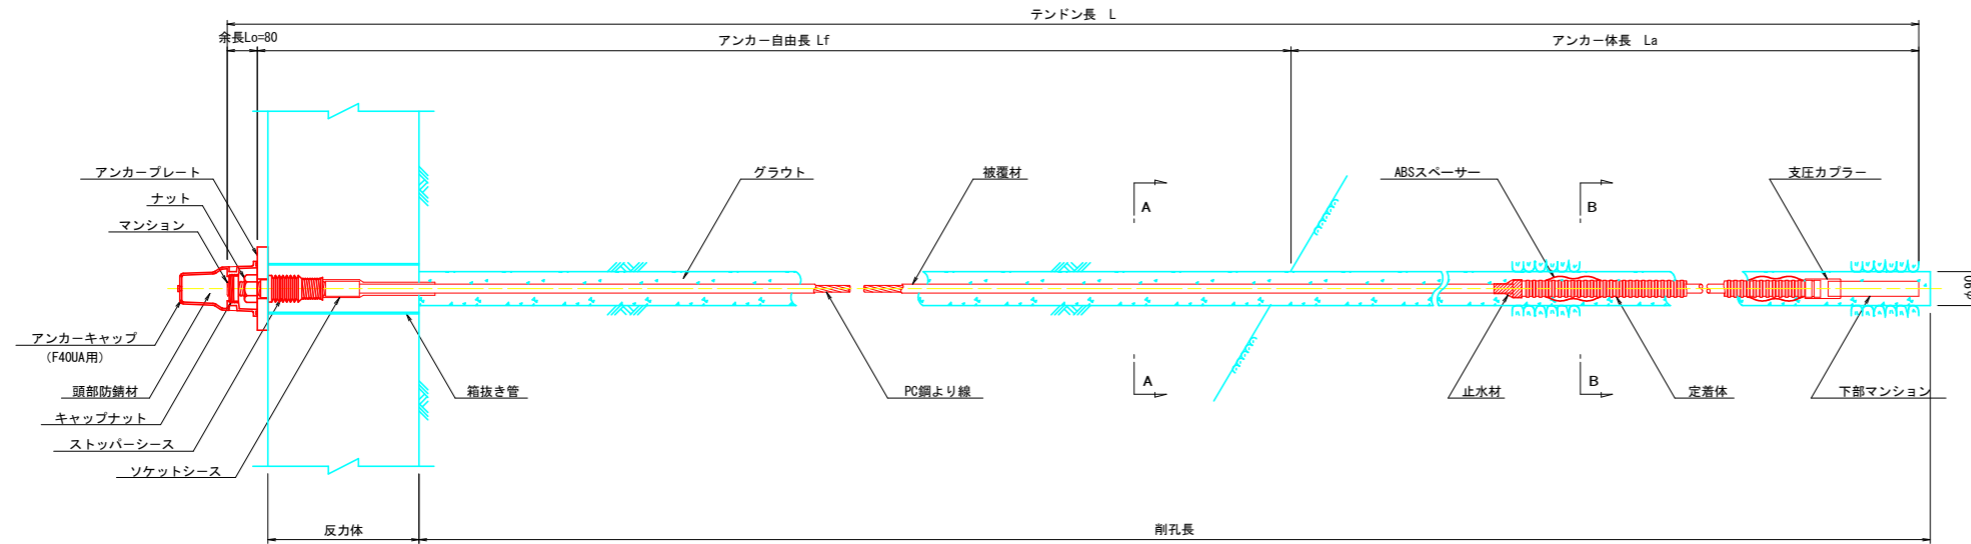 テンドン長 L
余長Lo=80
アンカー自由長 Lf
アンカー体長 La
アンカープレート
ナット
マンション
グラウト
被覆材
ABSスペーサー
支圧カプラー
A
B
φ90
アンカーキャップ
(F40UA用)
頭部防錆材
キャップナット
ストッパーシース
ソケットシース
箱抜き管
PC鋼より線
A
止水材
B
定着体
下部マンション
反力体
削孔長